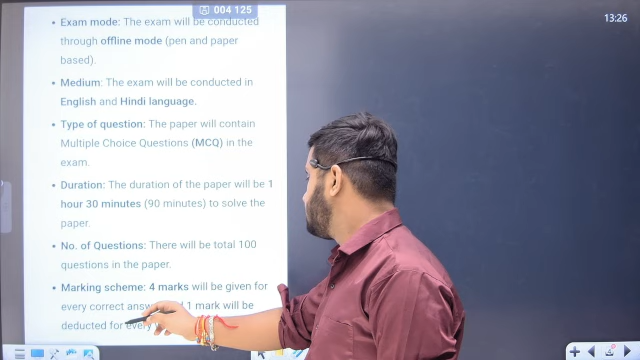 004 125
13:26
• Exam mode: The exam will be conducted
through offline mode (pen and paper
based).
• Medium: The exam will be conducted in
English and Hindi language.
• Type of question: The paper will contain
Multiple Choice Questions (MCQ) in the
exam.
• Duration: The duration of the paper will be 1
hour 30 minutes (90 minutes) to solve the
paper.
• No. of Questions: There will be total 100
questions in the paper.
• Marking scheme: 4 marks will be given for
every correct 1 mark will be
deducted for every